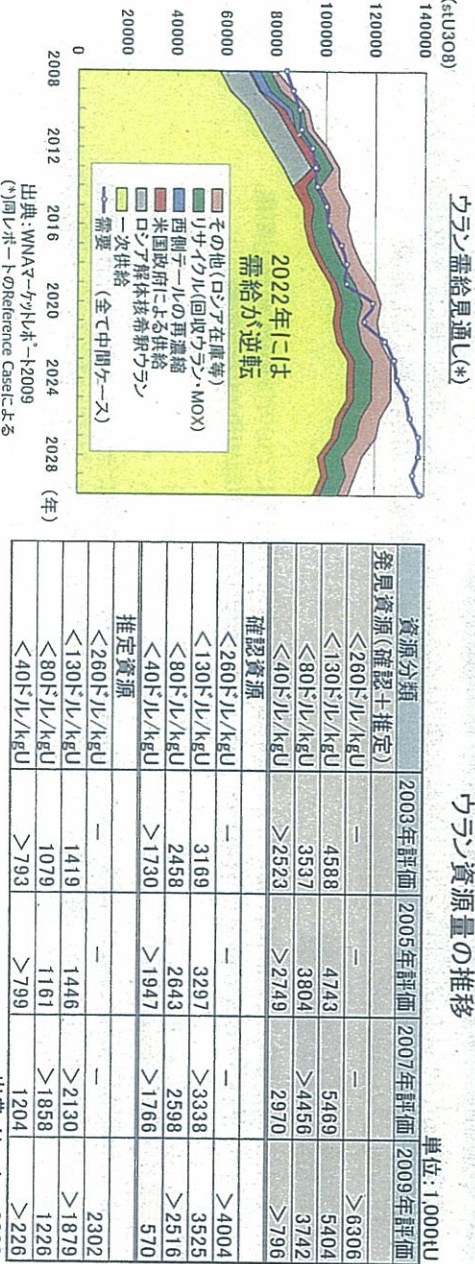 ウラン需給見通し(*)
(stU3O8)
140000
120000
100000
80000
60000
40000
20000
0
2022年には
需給が逆転
その他(ロシア在庫等)
リサイクル(回収ウラン・MOX)
西側テールの再濃縮
米国政府による供給
ロシア解体核希釈ウラン
一次供給
需要 (全て中間ケース)
2008 2012 2016 2020 2024 2028 (年)
出典:WNAマーケットレポート2009
(*)同レポートのReference Caseによる
ウラン資源量の推移
単位:1,000tU
資源分類 2003年評価 2005年評価 2007年評価 2009年評価
発見資源(確認+推定)
<260ドル/kgU — — — >6306
<130ドル/kgU 4588 4743 5469 5404
<80ドル/kgU 3537 3804 >4456 3742
<40ドル/kgU >2523 >2749 2970 >796
確認資源
<260ドル/kgU — — — >4004
<130ドル/kgU 3169 3297 >3338 3525
<80ドル/kgU 2458 2643 2598 >2516
<40ドル/kgU >1730 >1947 >1766 570
推定資源
<260ドル/kgU — — — 2302
<130ドル/kgU 1419 1446 >2130 >1879
<80ドル/kgU 1079 1161 >1858 1226
<40ドル/kgU >793 >799 1204 >226